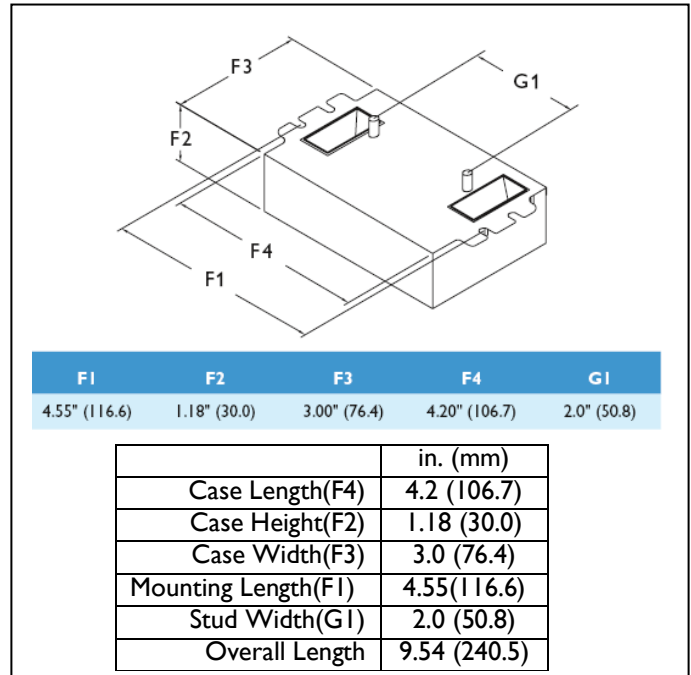 F3
G1
F2
F4
F1
F1 F2 F3 F4 G1
4.55" (116.6) 1.18" (30.0) 3.00" (76.4) 4.20" (106.7) 2.0" (50.8)
in. (mm)
Case Length(F4) 4.2 (106.7)
Case Height(F2) 1.18 (30.0)
Case Width(F3) 3.0 (76.4)
Mounting Length(F1) 4.55(116.6)
Stud Width(G1) 2.0 (50.8)
Overall Length 9.54 (240.5)